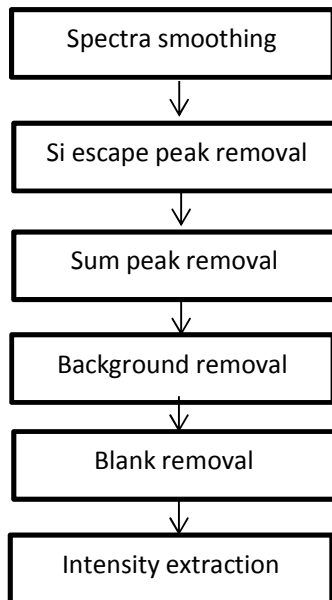 Spectra smoothing
Si escape peak removal
Sum peak removal
Background removal
Blank removal
Intensity extraction